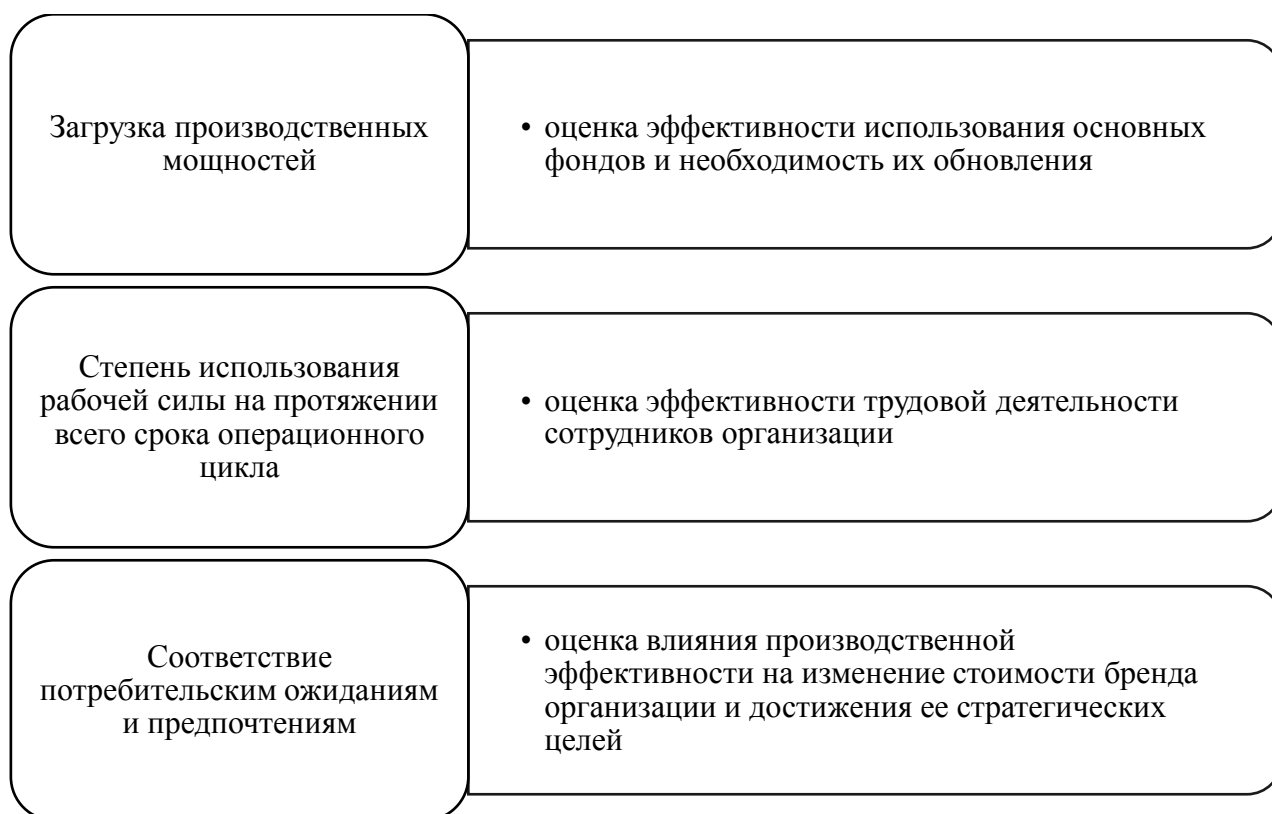 Загрузка производственных
мощностей
• оценка эффективности использования основных
фондов и необходимость их обновления
Степень использования
рабочей силы на протяжении
всего срока операционного
цикла
• оценка эффективности трудовой деятельности
сотрудников организации
Соответствие
потребительским ожиданиям
и предпочтениям
• оценка влияния производственной
эффективности на изменение стоимости бренда
организации и достижения ее стратегических
целей